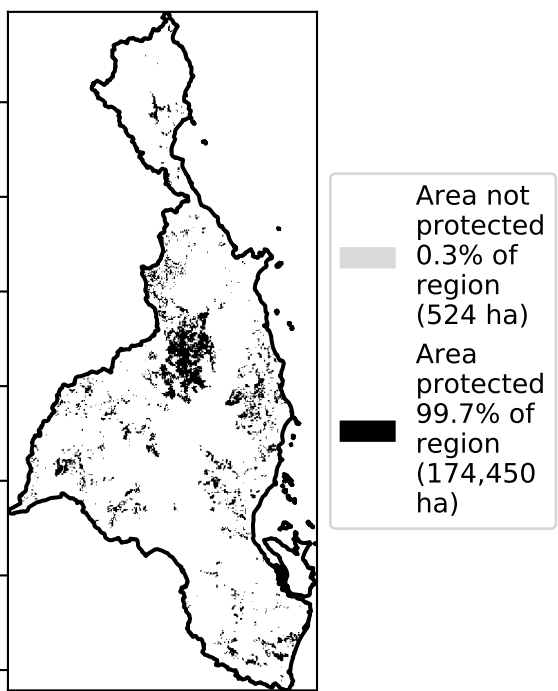 Area not
protected
0.3% of
region
(524 ha)
Area
protected
99.7% of
region
(174,450
ha)